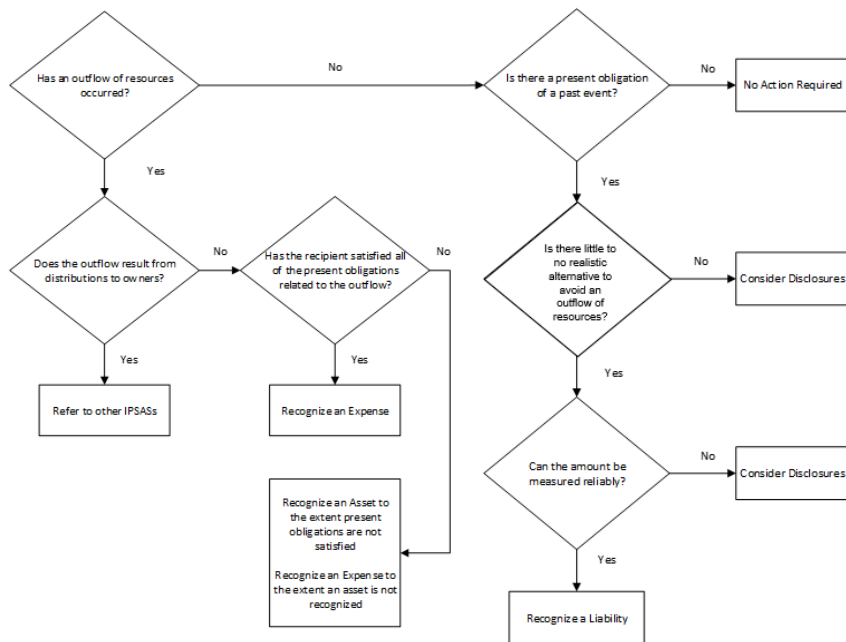 Has an outflow of resources
occurred?
No
Is there a present obligation
of a past event?
No
No Action Required
Yes
Yes
Does the outflow result from
distributions to owners?
No
Has the recipient satisfied all
of the present obligations
related to the outflow?
No
Is there little to
no realistic
alternative to
avoid an
outflow of
resources?
No
Consider Disclosures
Yes
Yes
Yes
Refer to other IPSASs
Recognize an Expense
Can the amount be
measured reliably?
No
Consider Disclosures
Recognize an Asset to
the extent present
obligations are not
satisfied
Recognize an Expense to
the extent an asset is not
recognized
Yes
Recognize a Liability